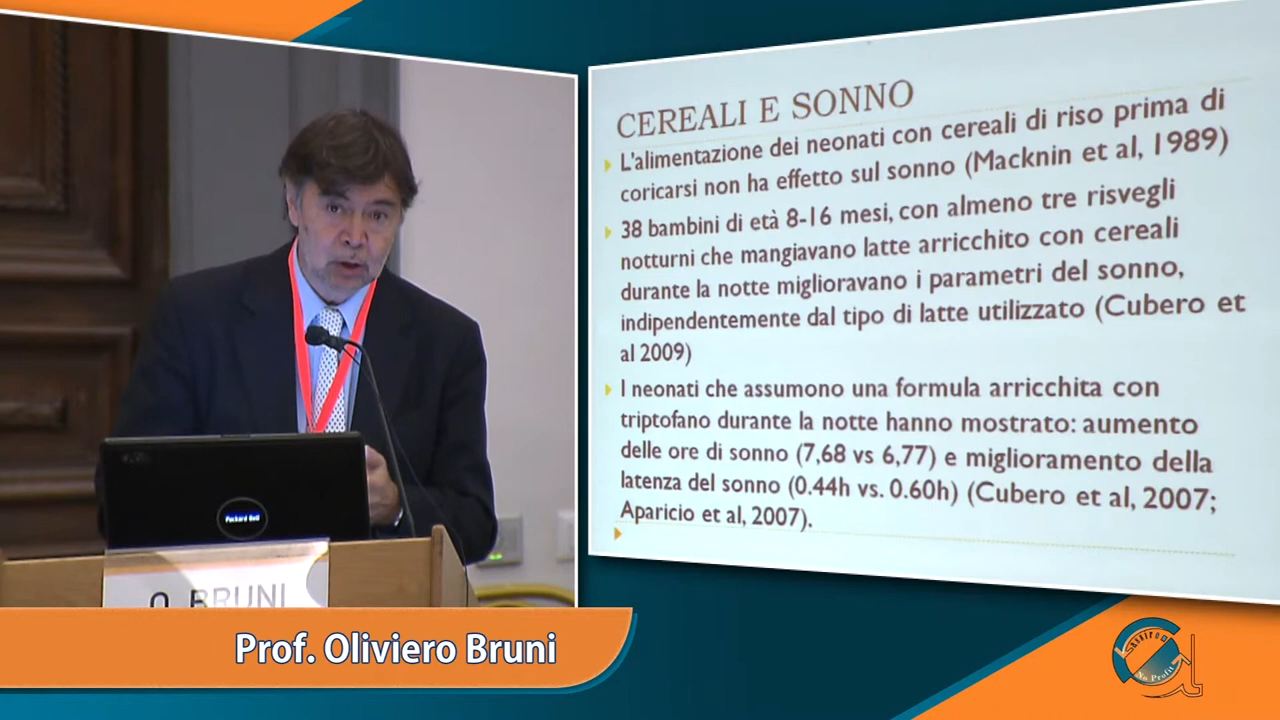 CEREALI E SONNO
L'alimentazione dei neonati con cereali di riso prima di
coricarsi non ha effetto sul sonno (Macknin et al, 1989)
38 bambini di età 8-16 mesi, con almeno tre risvegli
notturni che mangiavano latte arricchito con cereali
durante la notte miglioravano i parametri del sonno,
indipendentemente dal tipo di latte utilizzato (Cubero et
al 2009)
I neonati che assumono una formula arricchita con
triptofano durante la notte hanno mostrato: aumento
delle ore di sonno (7,68 vs 6,77) e miglioramento della
latenza del sonno (0.44h vs. 0.60h) (Cubero et al, 2007;
Aparicio et al, 2007).
Packard Bell
O. BRUNI
Prof. Oliviero Bruni
No Profit